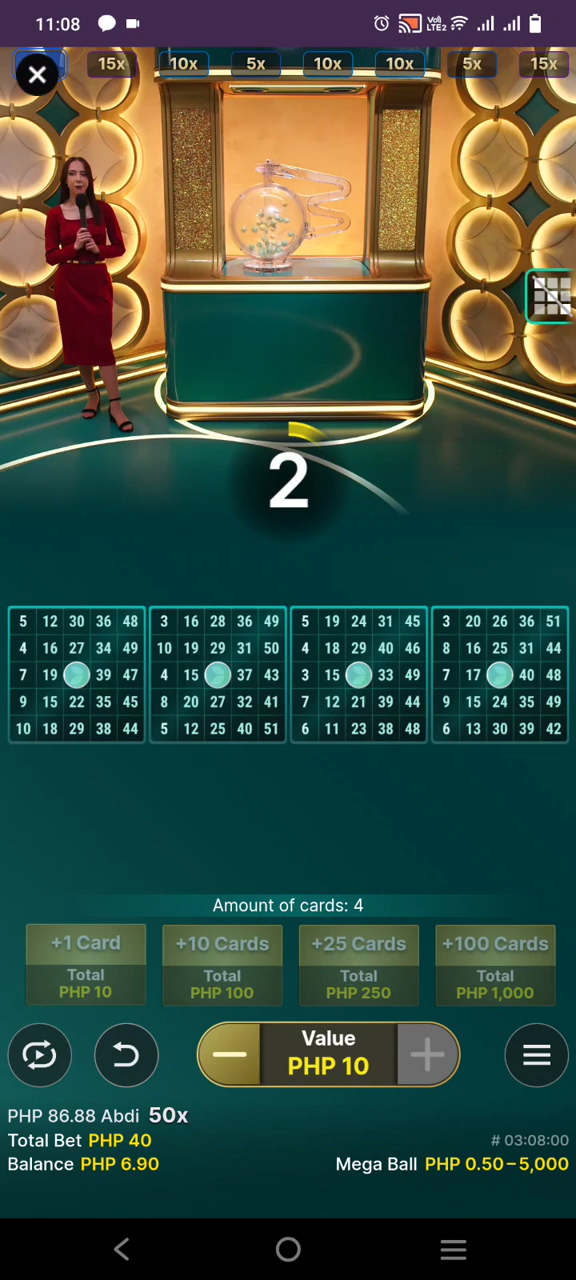 11:08 Vo) LTE2
15x 10x 5x 10x 10x 5x 15x
2
5 12 30 36 48
4 16 27 34 49
7 19 39 47
9 15 22 35 45
10 18 29 38 44
3 16 28 36 49
10 19 29 31 50
4 15 37 43
8 20 27 32 41
5 12 25 40 51
5 19 24 31 45
4 18 29 40 46
3 15 33 49
7 12 21 39 44
6 11 23 38 48
3 20 26 36 51
8 16 25 31 44
7 17 40 48
9 15 24 35 49
6 13 30 39 42
Amount of cards: 4
+1 Card
Total
PHP 10
+10 Cards
Total
PHP 100
+25 Cards
Total
PHP 250
+100 Cards
Total
PHP 1,000
Value
PHP 10
PHP 86.88 Abdi 50x
Total Bet PHP 40
# 03:08:00
Balance PHP 6.90
Mega Ball PHP 0.50–5,000